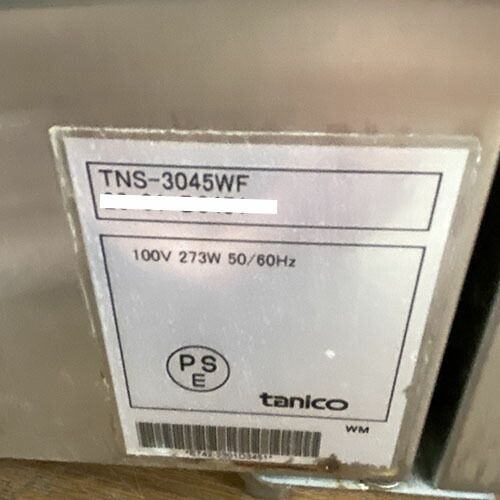 TNS-3045WF
100V 273W 50/60Hz
PS
E
tanico
WM